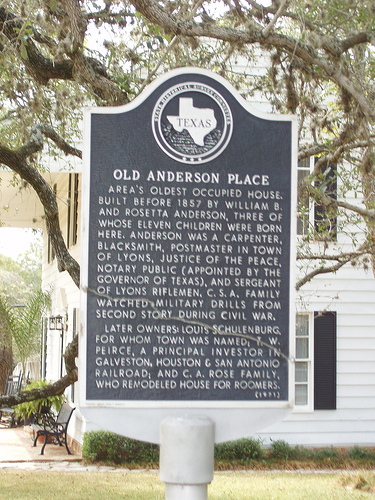 STATE HISTORICAL SURVEY COMMITTEE
TEXAS
OLD ANDERSON PLACE
AREA'S OLDEST OCCUPIED HOUSE.
BUILT BEFORE 1857 BY WILLIAM B.
AND ROSETTA ANDERSON, THREE OF
WHOSE ELEVEN CHILDREN WERE BORN
HERE. ANDERSON WAS A CARPENTER,
BLACKSMITH, POSTMASTER IN TOWN
OF LYONS, JUSTICE OF THE PEACE,
NOTARY PUBLIC (APPOINTED BY THE
GOVERNOR OF TEXAS), AND SERGEANT
OF LYONS RIFLEMEN, C.S.A. FAMILY
WATCHED MILITARY DRILLS FROM
SECOND STORY DURING CIVIL WAR.
LATER OWNERS: LOUIS SCHULENBURG,
FOR WHOM TOWN WAS NAMED; T. W.
PEIRCE, A PRINCIPAL INVESTOR IN
GALVESTON, HOUSTON & SAN ANTONIO
RAILROAD; AND C. A. ROSE FAMILY,
WHO REMODELED HOUSE FOR ROOMERS.
(1971)